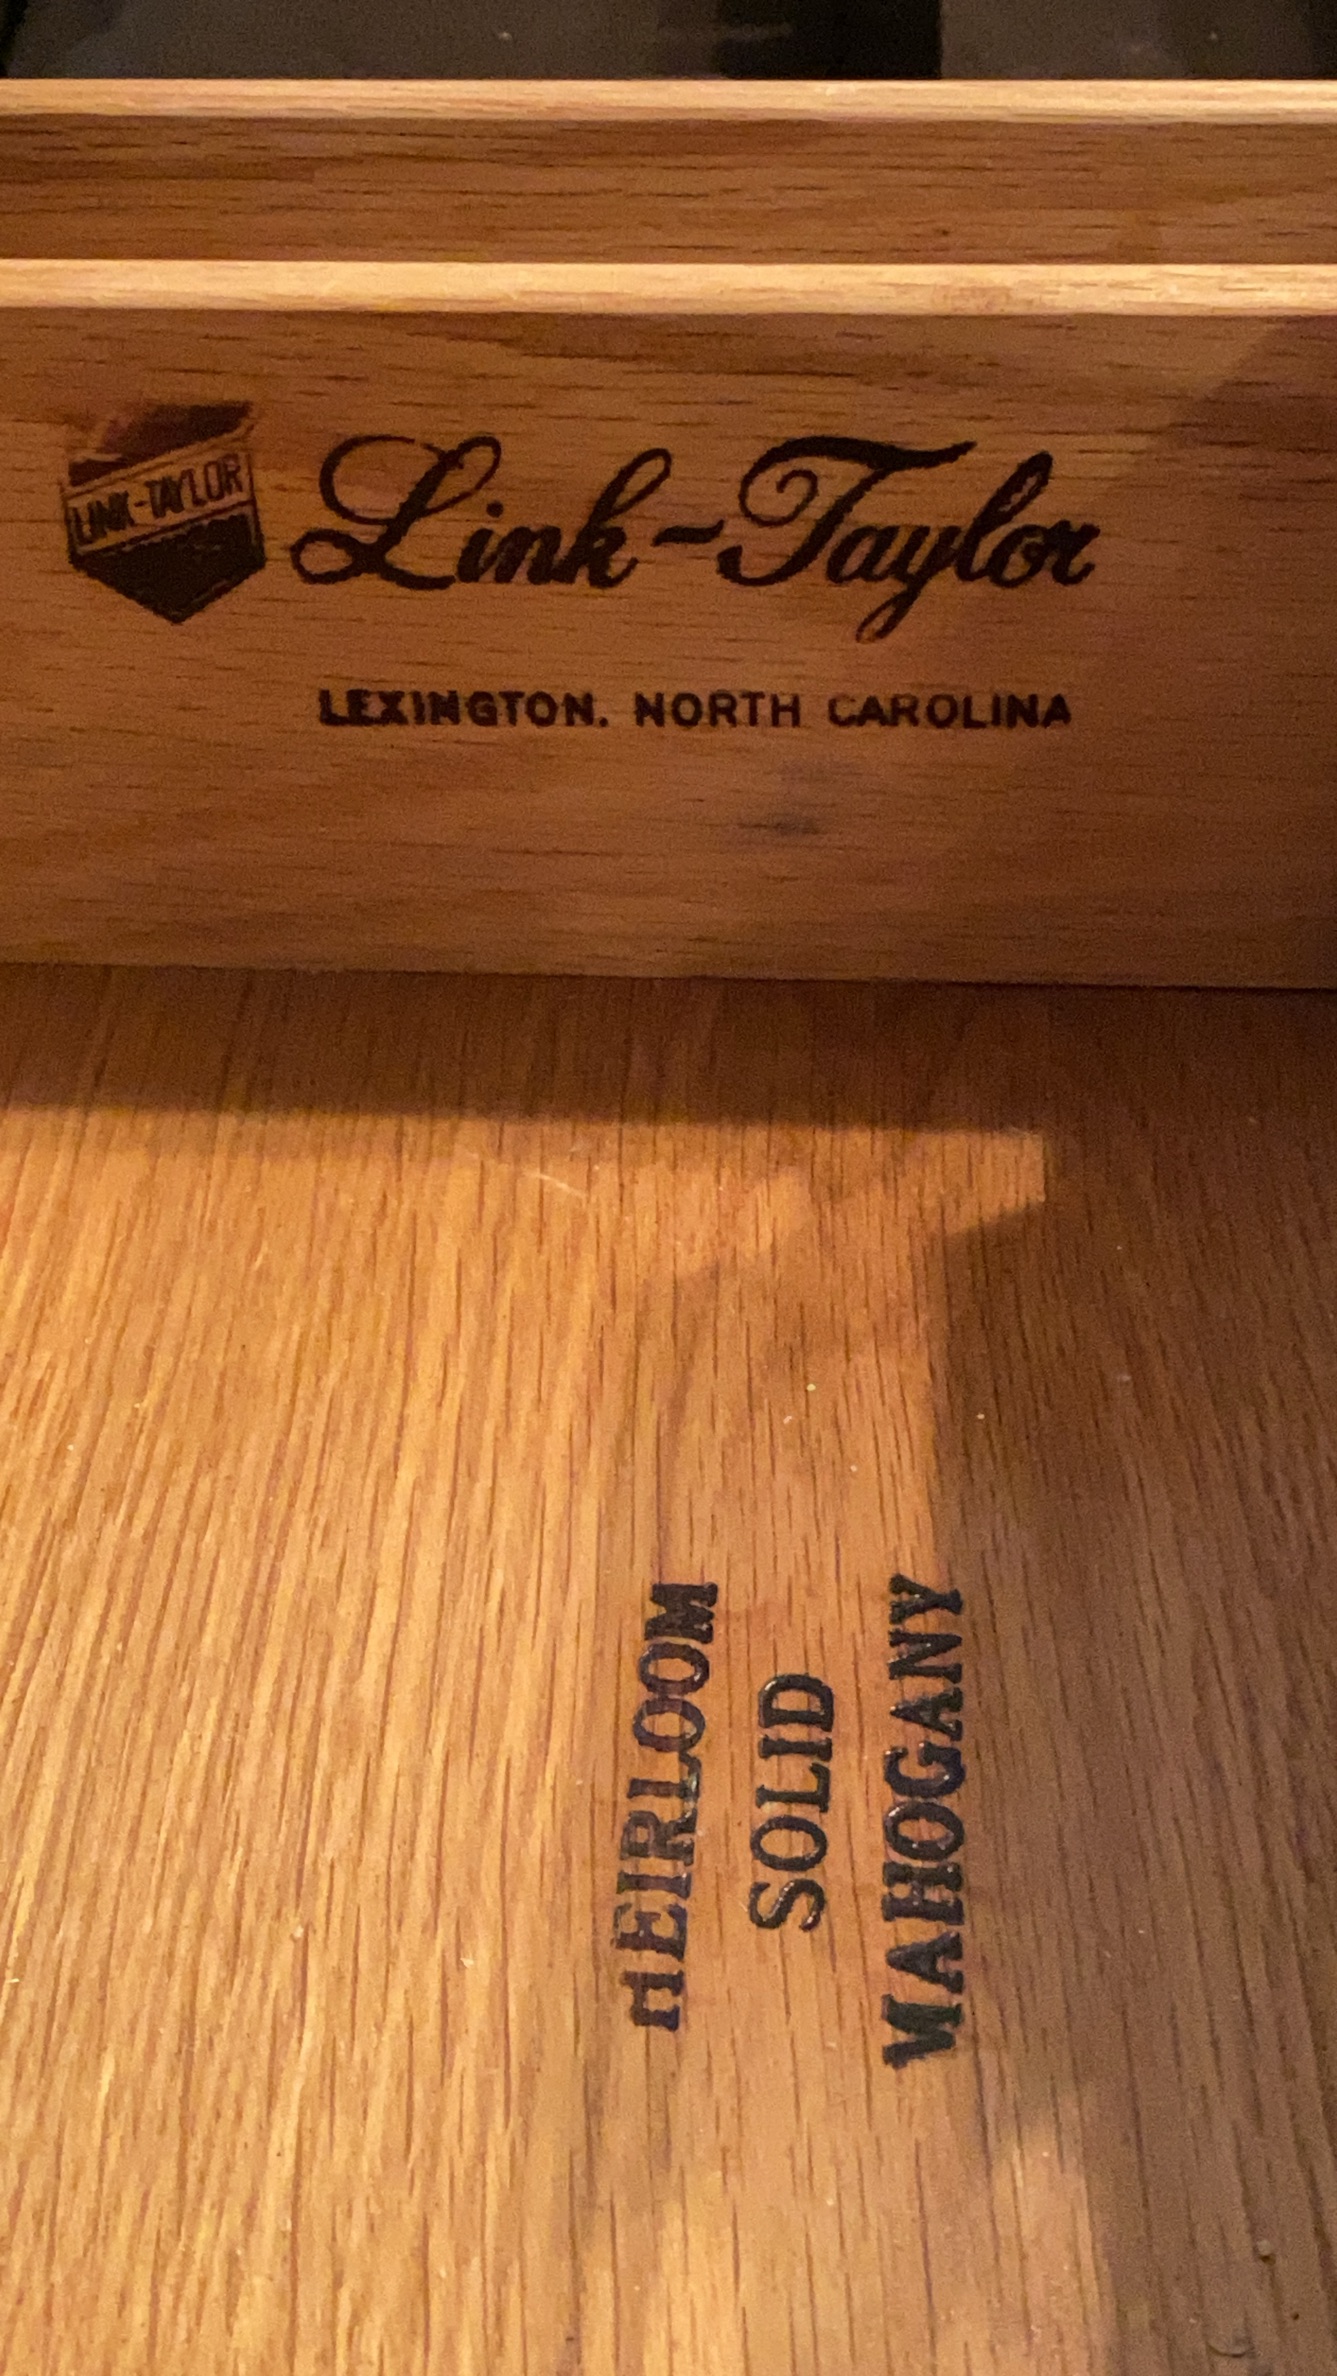 LINK-TAYLOR
Link-Taylor
LEXINGTON. NORTH CAROLINA
HEIRLOOM
SOLID
MAHOGANY